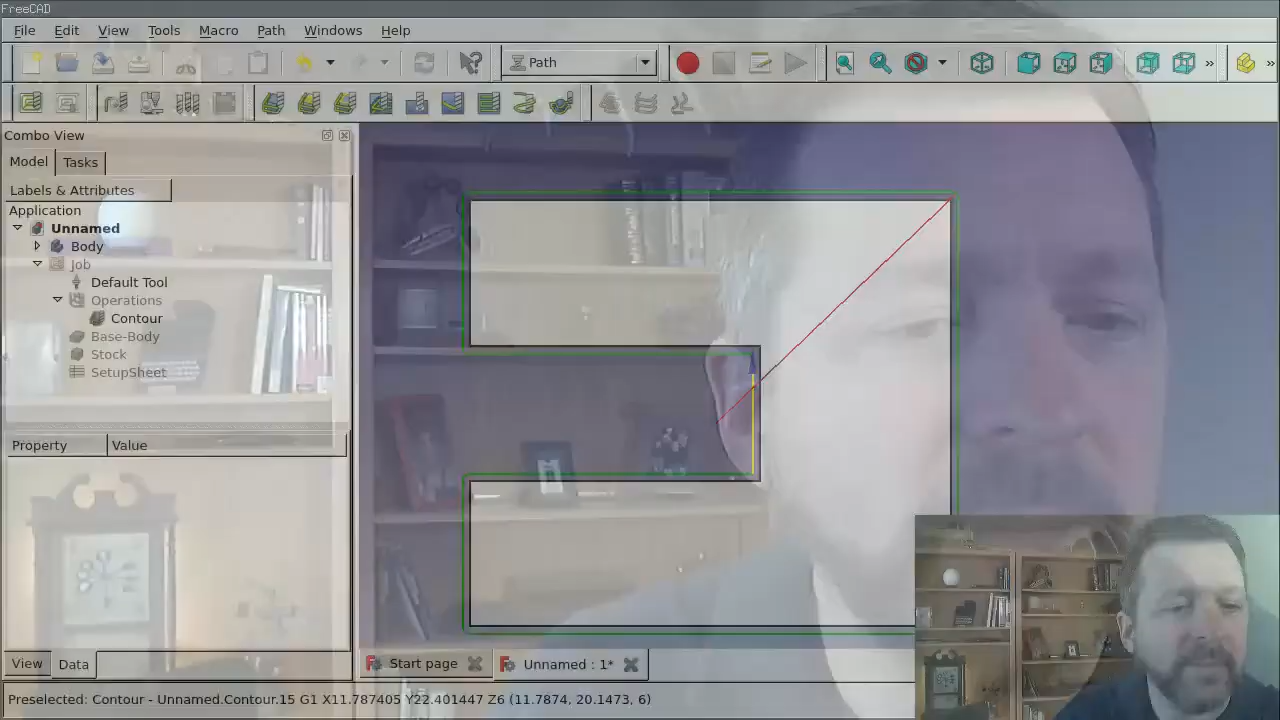 FreeCAD
File Edit View Tools Macro Path Windows Help
Path
Combo View
Model Tasks
Labels & Attributes
Application
Unnamed
Body
Job
Default Tool
Operations
Contour
Base-Body
Stock
SetupSheet
Property Value
View Data
Start page Unnamed : 1*
Preselected: Contour - Unnamed.Contour.15 G1 X11.787405 Y22.401447 Z6 (11.7874, 20.1473, 6)